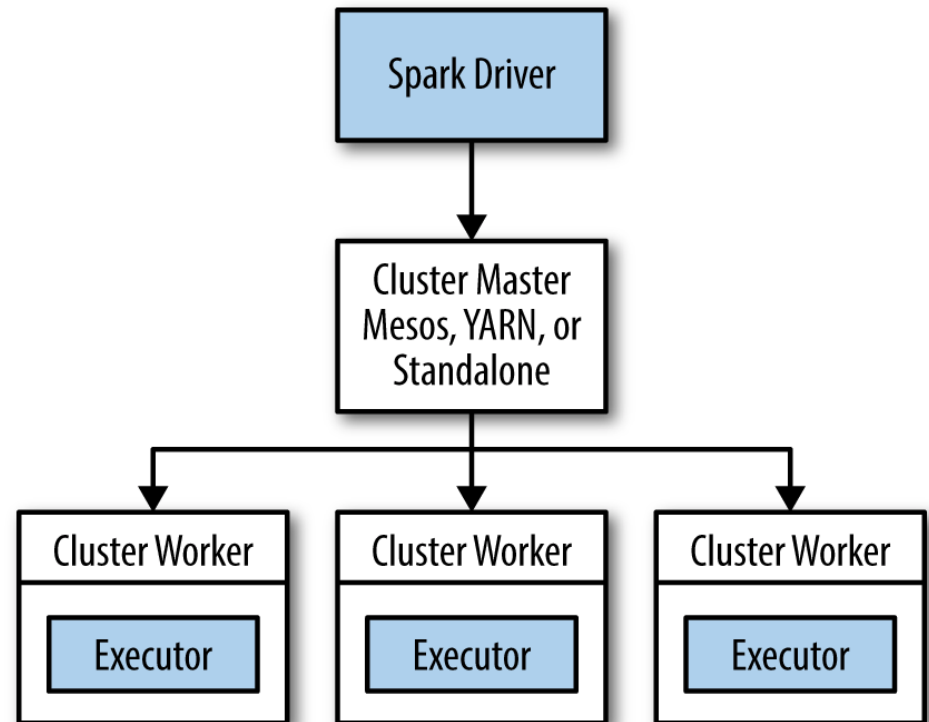 Spark Driver
Cluster Master
Mesos, YARN, or
Standalone
Cluster Worker
Cluster Worker
Cluster Worker
Executor
Executor
Executor